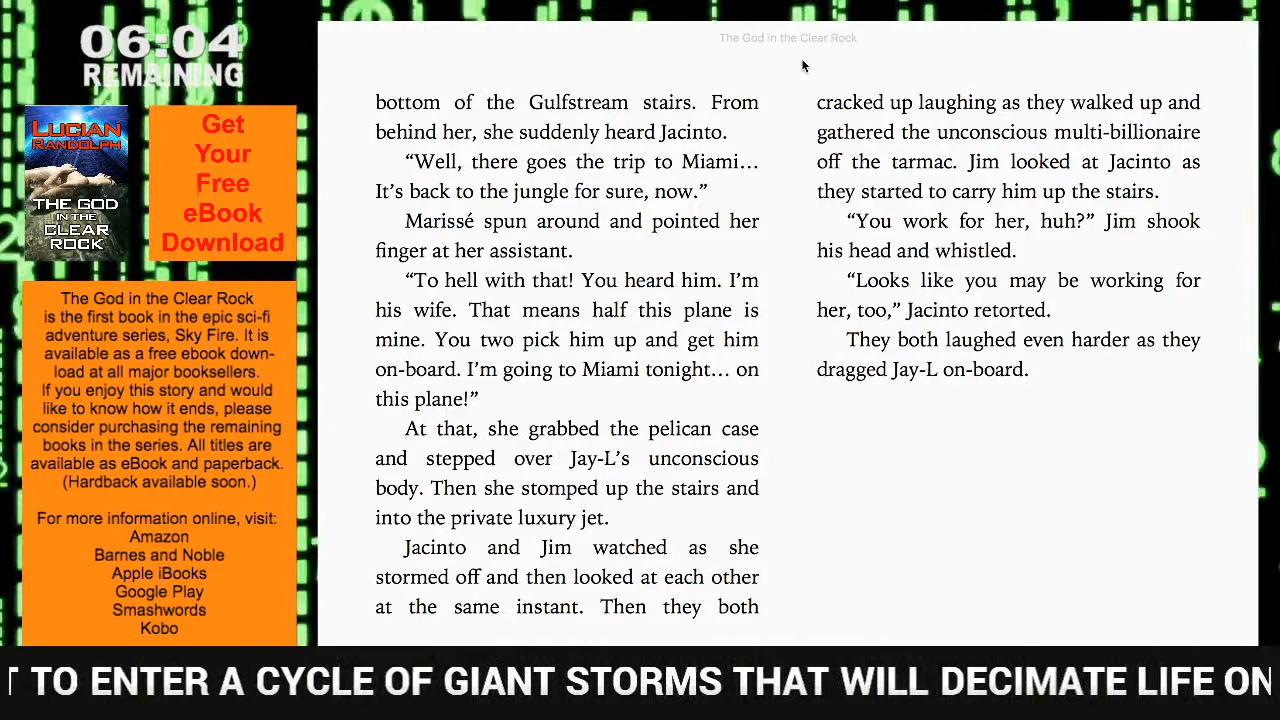 06:04
REMAINING
LUCIAN
RANDOLPH
THE GOD
IN THE
CLEAR
ROCK
Get
Your
Free
eBook
Download
The God in the Clear Rock
is the first book in the epic sci-fi
adventure series, Sky Fire. It is
available as a free ebook down-
load at all major booksellers.
If you enjoy this story and would
like to know how it ends, please
consider purchasing the remaining
books in the series. All titles are
available as eBook and paperback.
(Hardback available soon.)
For more information online, visit:
Amazon
Barnes and Noble
Apple iBooks
Google Play
Smashwords
Kobo
The God in the Clear Rock
bottom of the Gulfstream stairs. From
behind her, she suddenly heard Jacinto.
“Well, there goes the trip to Miami…
It’s back to the jungle for sure, now.”
Marissé spun around and pointed her
finger at her assistant.
“To hell with that! You heard him. I’m
his wife. That means half this plane is
mine. You two pick him up and get him
on-board. I’m going to Miami tonight… on
this plane!”
At that, she grabbed the pelican case
and stepped over Jay-L’s unconscious
body. Then she stomped up the stairs and
into the private luxury jet.
Jacinto and Jim watched as she
stormed off and then looked at each other
at the same instant. Then they both
cracked up laughing as they walked up and
gathered the unconscious multi-billionaire
off the tarmac. Jim looked at Jacinto as
they started to carry him up the stairs.
“You work for her, huh?” Jim shook
his head and whistled.
“Looks like you may be working for
her, too,” Jacinto retorted.
They both laughed even harder as they
dragged Jay-L on-board.
TO ENTER A CYCLE OF GIANT STORMS THAT WILL DECIMATE LIFE ON